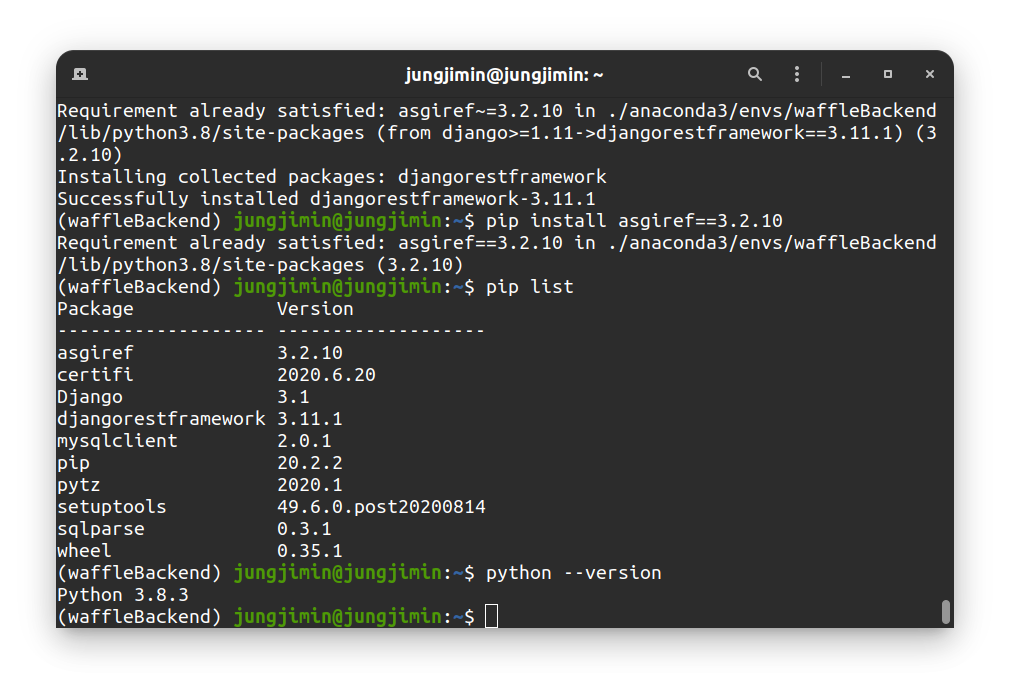 jungjimin@jungjimin: ~
Requirement already satisfied: asgiref~=3.2.10 in ./anaconda3/envs/waffleBackend
/lib/python3.8/site-packages (from django>=1.11->djangorestframework==3.11.1) (3
.2.10)
Installing collected packages: djangorestframework
Successfully installed djangorestframework-3.11.1
(waffleBackend) jungjimin@jungjimin:~$ pip install asgiref==3.2.10
Requirement already satisfied: asgiref==3.2.10 in ./anaconda3/envs/waffleBackend
/lib/python3.8/site-packages (3.2.10)
(waffleBackend) jungjimin@jungjimin:~$ pip list
Package             Version
------------------- -------------------
asgiref             3.2.10
certifi             2020.6.20
Django              3.1
djangorestframework 3.11.1
mysqlclient         2.0.1
pip                 20.2.2
pytz                2020.1
setuptools          49.6.0.post20200814
sqlparse            0.3.1
wheel               0.35.1
(waffleBackend) jungjimin@jungjimin:~$ python --version
Python 3.8.3
(waffleBackend) jungjimin@jungjimin:~$